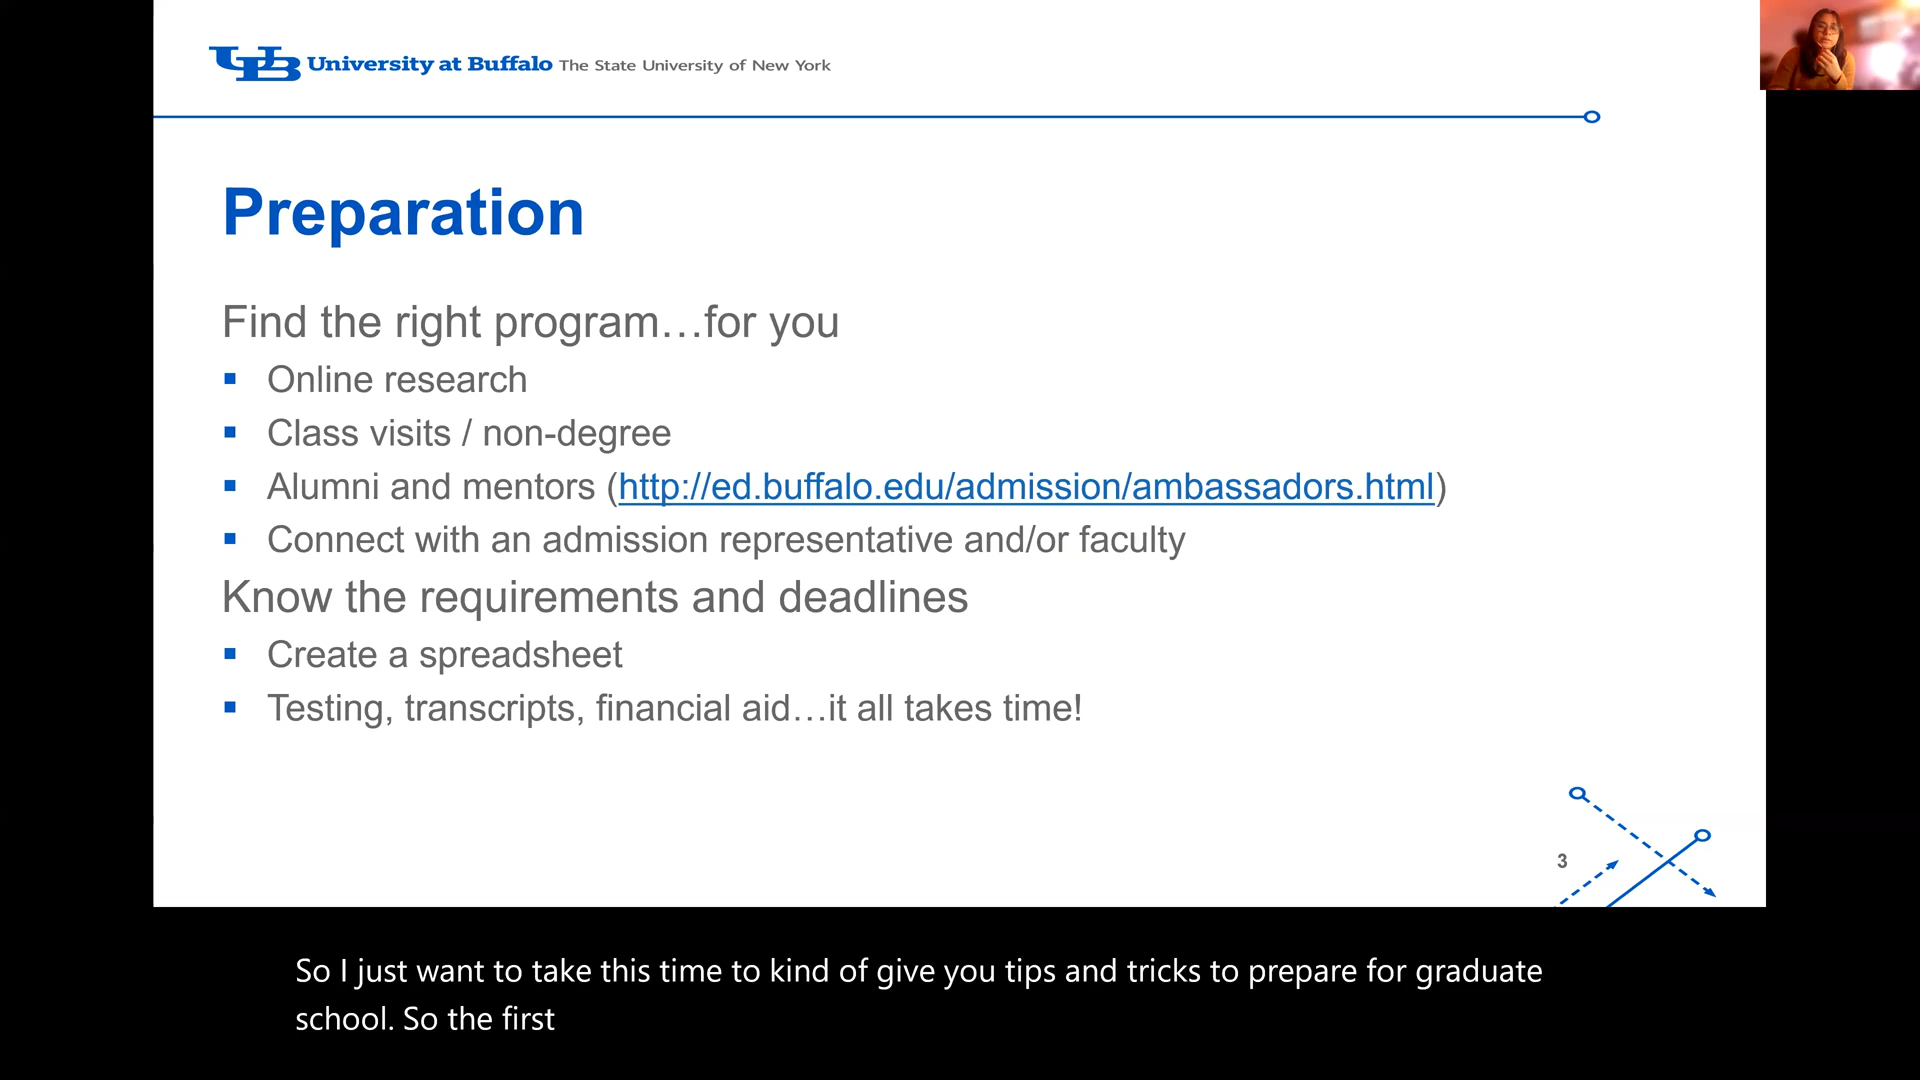 UB University at Buffalo The State University of New York
Preparation
Find the right program…for you
▪ Online research
▪ Class visits / non-degree
▪ Alumni and mentors (http://ed.buffalo.edu/admission/ambassadors.html)
▪ Connect with an admission representative and/or faculty
Know the requirements and deadlines
▪ Create a spreadsheet
▪ Testing, transcripts, financial aid…it all takes time!
3
So I just want to take this time to kind of give you tips and tricks to prepare for graduate
school. So the first